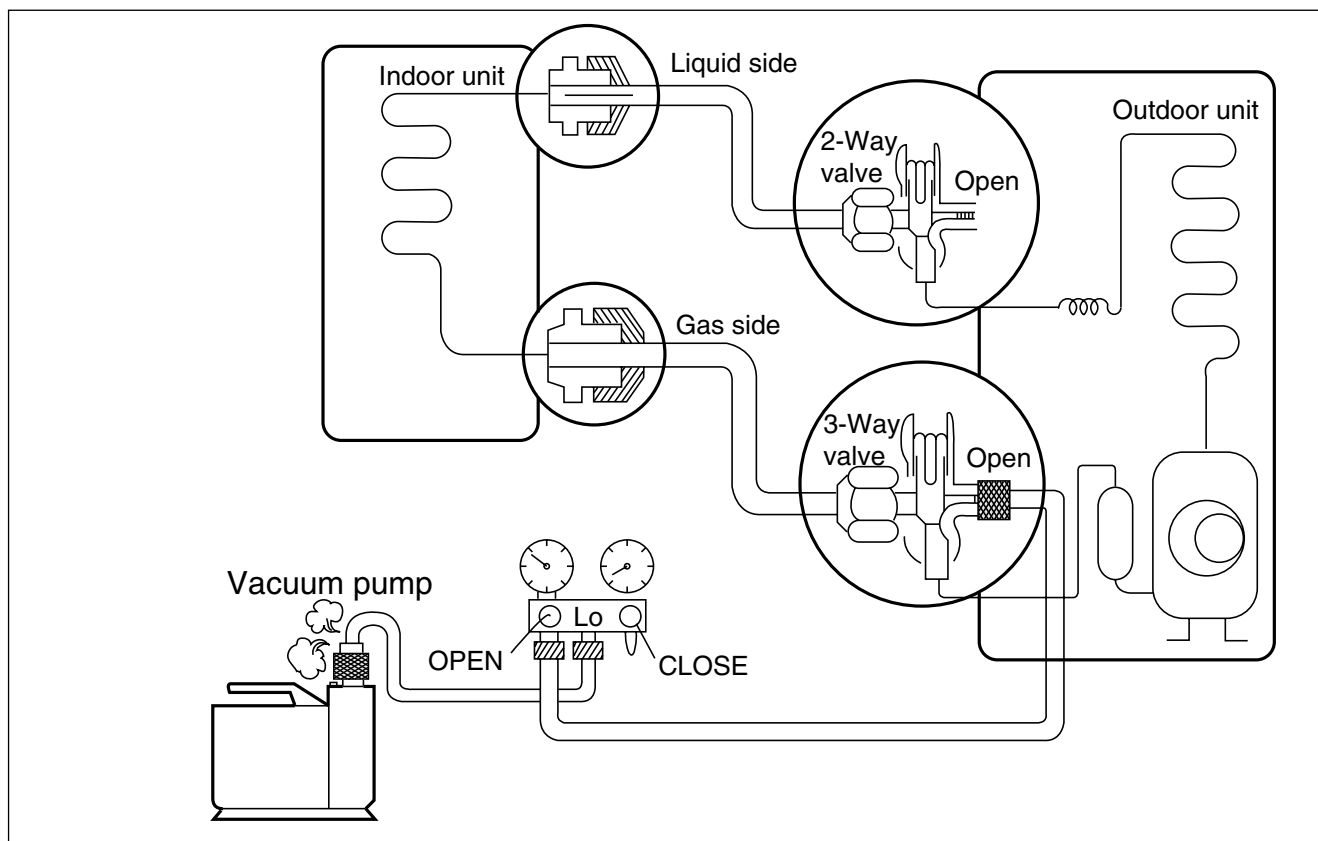 Indoor unit
Liquid side
2-Way
valve
Open
Outdoor unit
Gas side
3-Way
valve
Open
Vacuum pump
Lo
OPEN
CLOSE